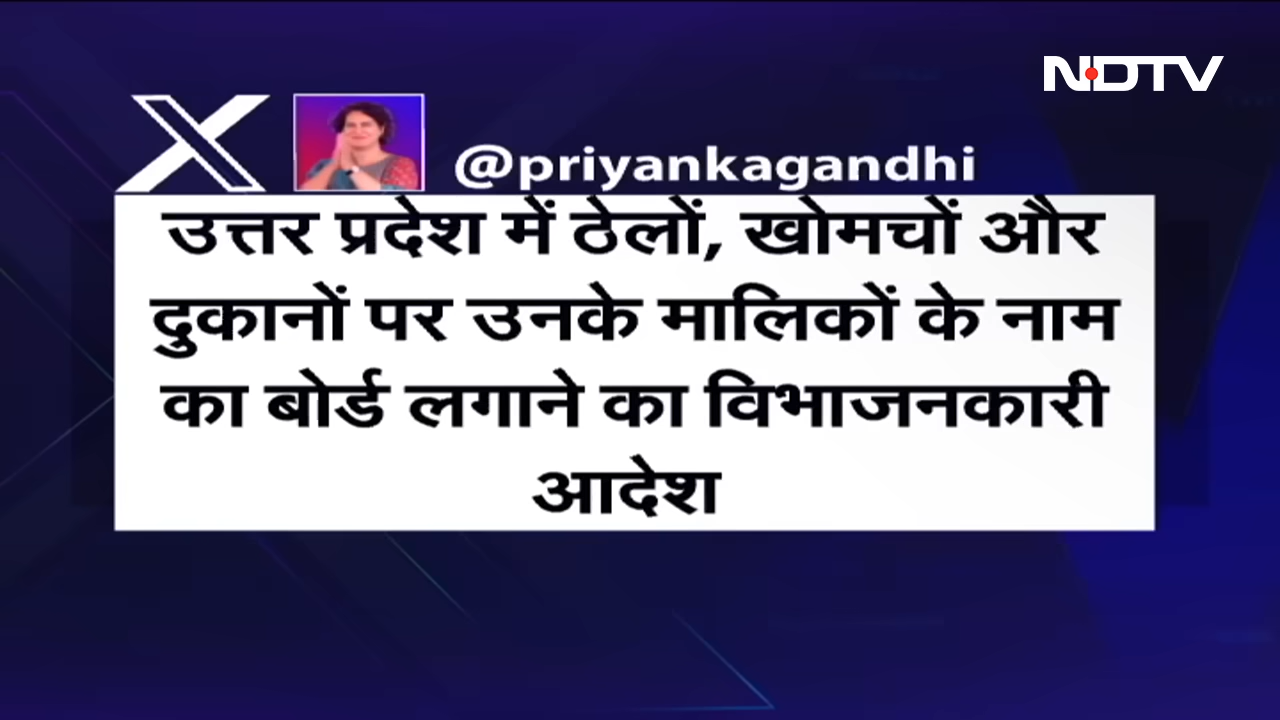 NDTV
X @priyankagandhi
उत्तर प्रदेश में ठेलों, खोमचों और
दुकानों पर उनके मालिकों के नाम
का बोर्ड लगाने का विभाजनकारी
आदेश